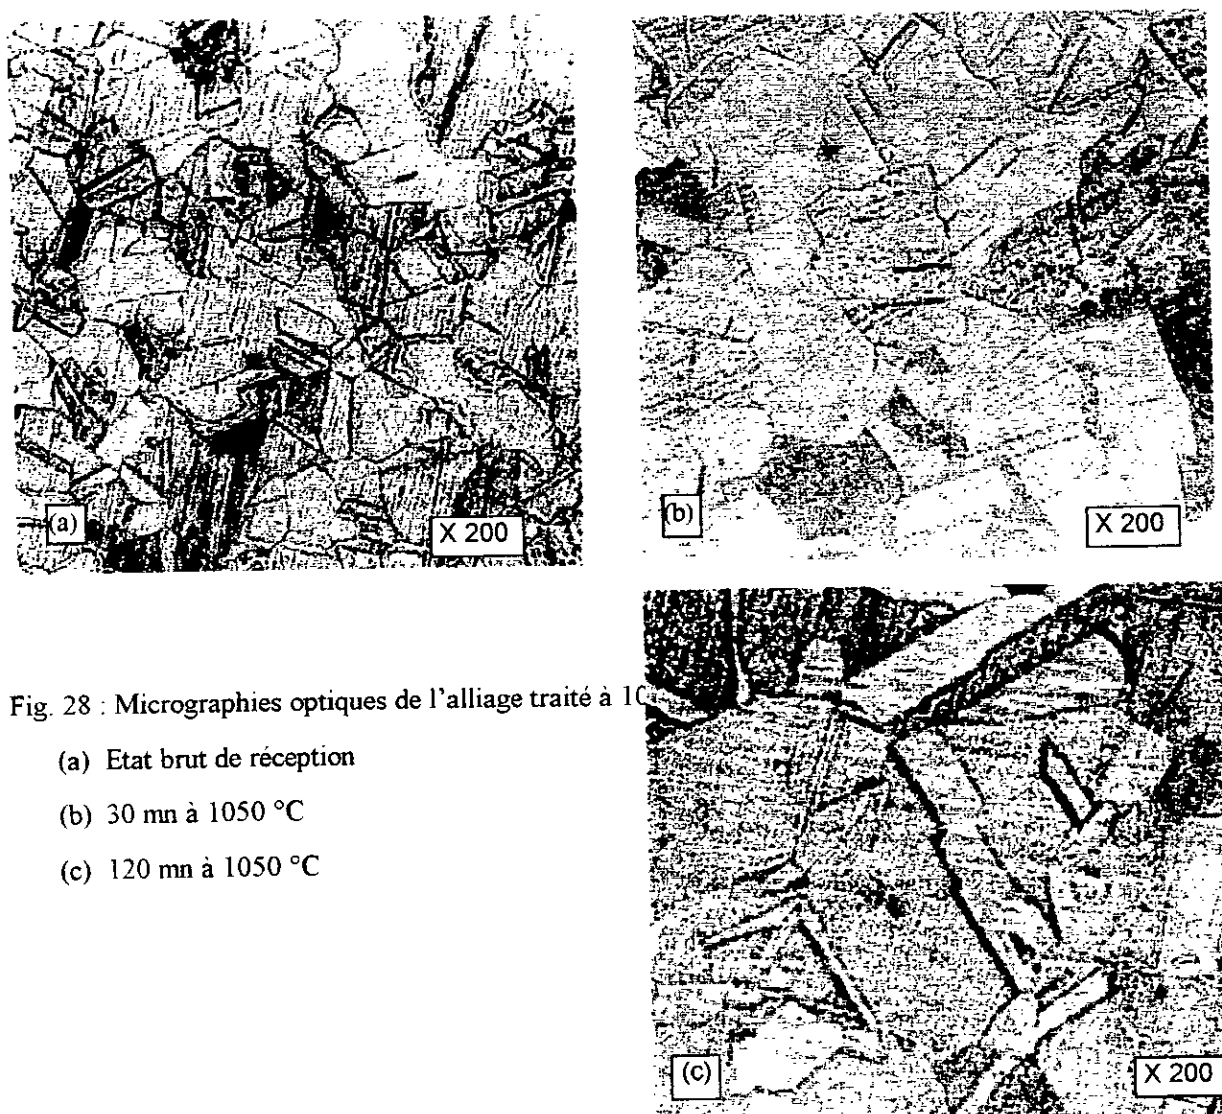 (a)
X 200
(b)
X 200
Fig. 28 : Micrographies optiques de l'alliage traité à 10
(a) Etat brut de réception
(b) 30 mn à 1050 °C
(c) 120 mn à 1050 °C
(c)
X 200